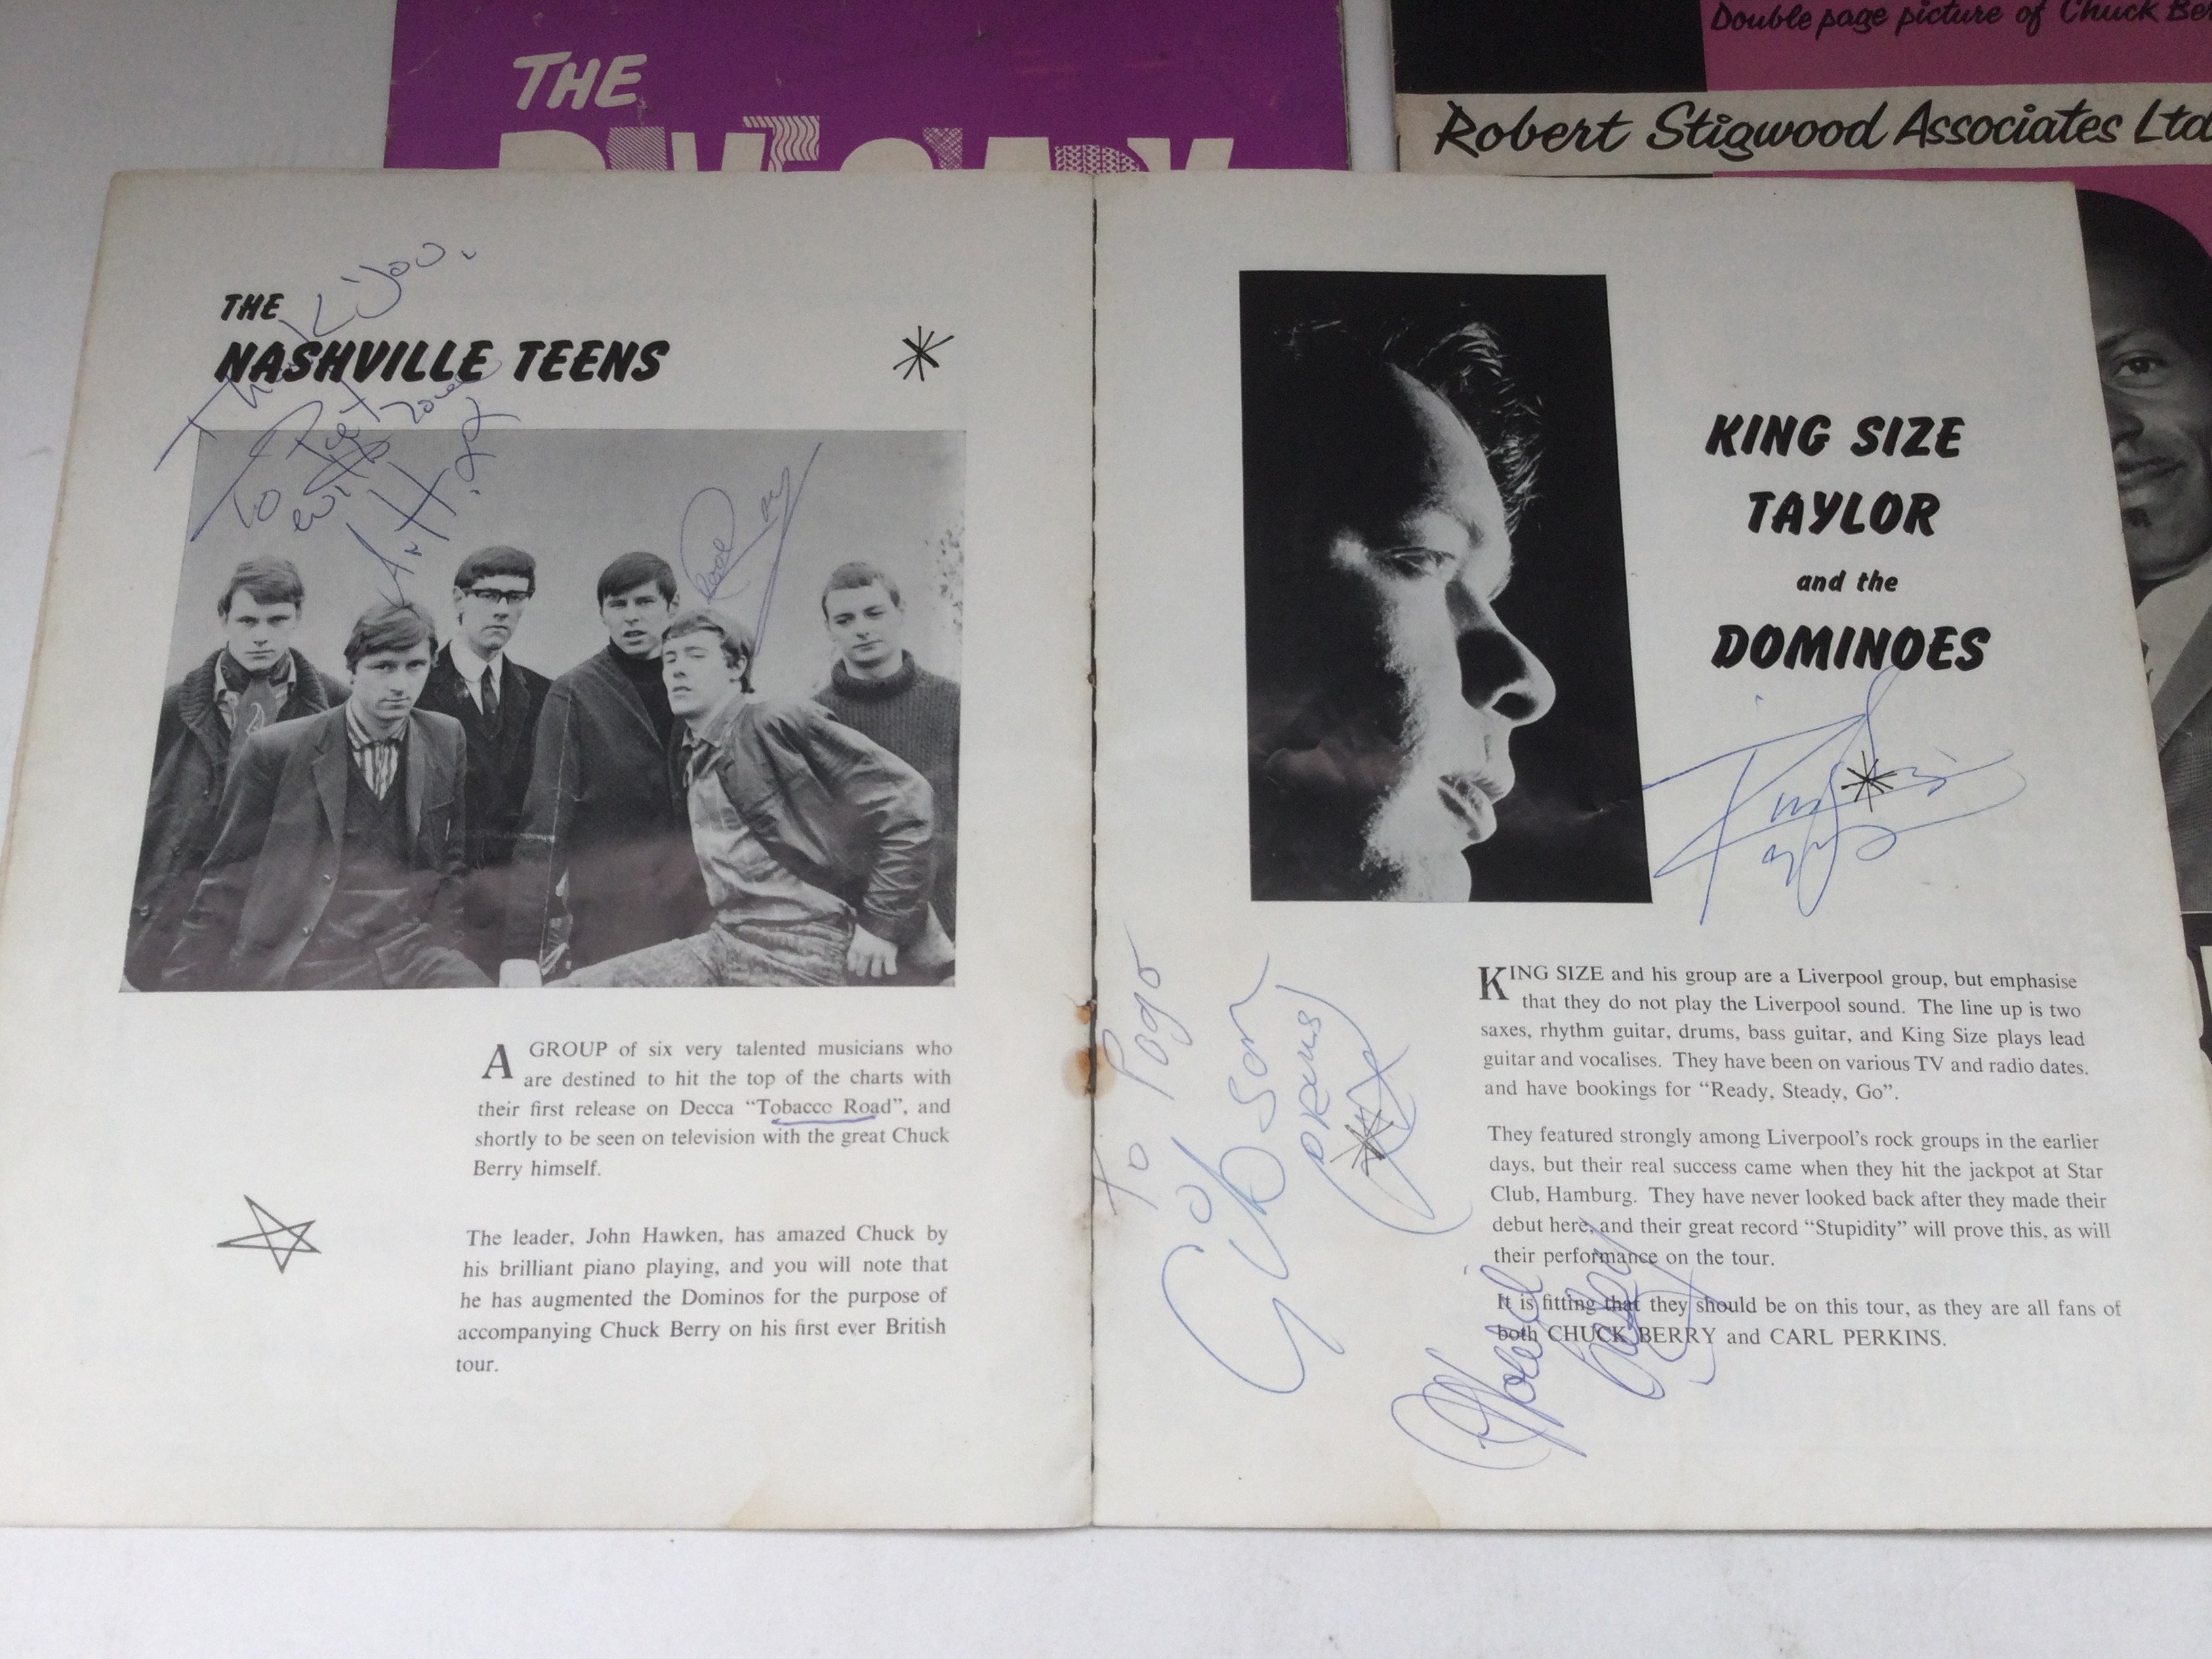 THE
Double page picture of Chuck
Robert Stigwood Associates Ltd
Thank You.
THE
NASHVILLE TEENS
To
with
Art
A GROUP of six very talented musicians who
are destined to hit the top of the charts with
their first release on Decca “Tobacco Road”, and
shortly to be seen on television with the great Chuck
Berry himself.
The leader, John Hawken, has amazed Chuck by
his brilliant piano playing, and you will note that
he has augmented the Dominos for the purpose of
accompanying Chuck Berry on his first ever British
tour.
KING SIZE
TAYLOR
and the
DOMINOES
King Size
Taylor
To Pogo
Gibson
DRUMS
KING SIZE and his group are a Liverpool group, but emphasise
that they do not play the Liverpool sound. The line up is two
saxes, rhythm guitar, drums, bass guitar, and King Size plays lead
guitar and vocalises. They have been on various TV and radio dates.
and have bookings for “Ready, Steady, Go”.
They featured strongly among Liverpool’s rock groups in the earlier
days, but their real success came when they hit the jackpot at Star
Club, Hamburg. They have never looked back after they made their
debut here, and their great record “Stupidity” will prove this, as will
their performance on the tour.
It is fitting that they should be on this tour, as they are all fans of
both CHUCK BERRY and CARL PERKINS.